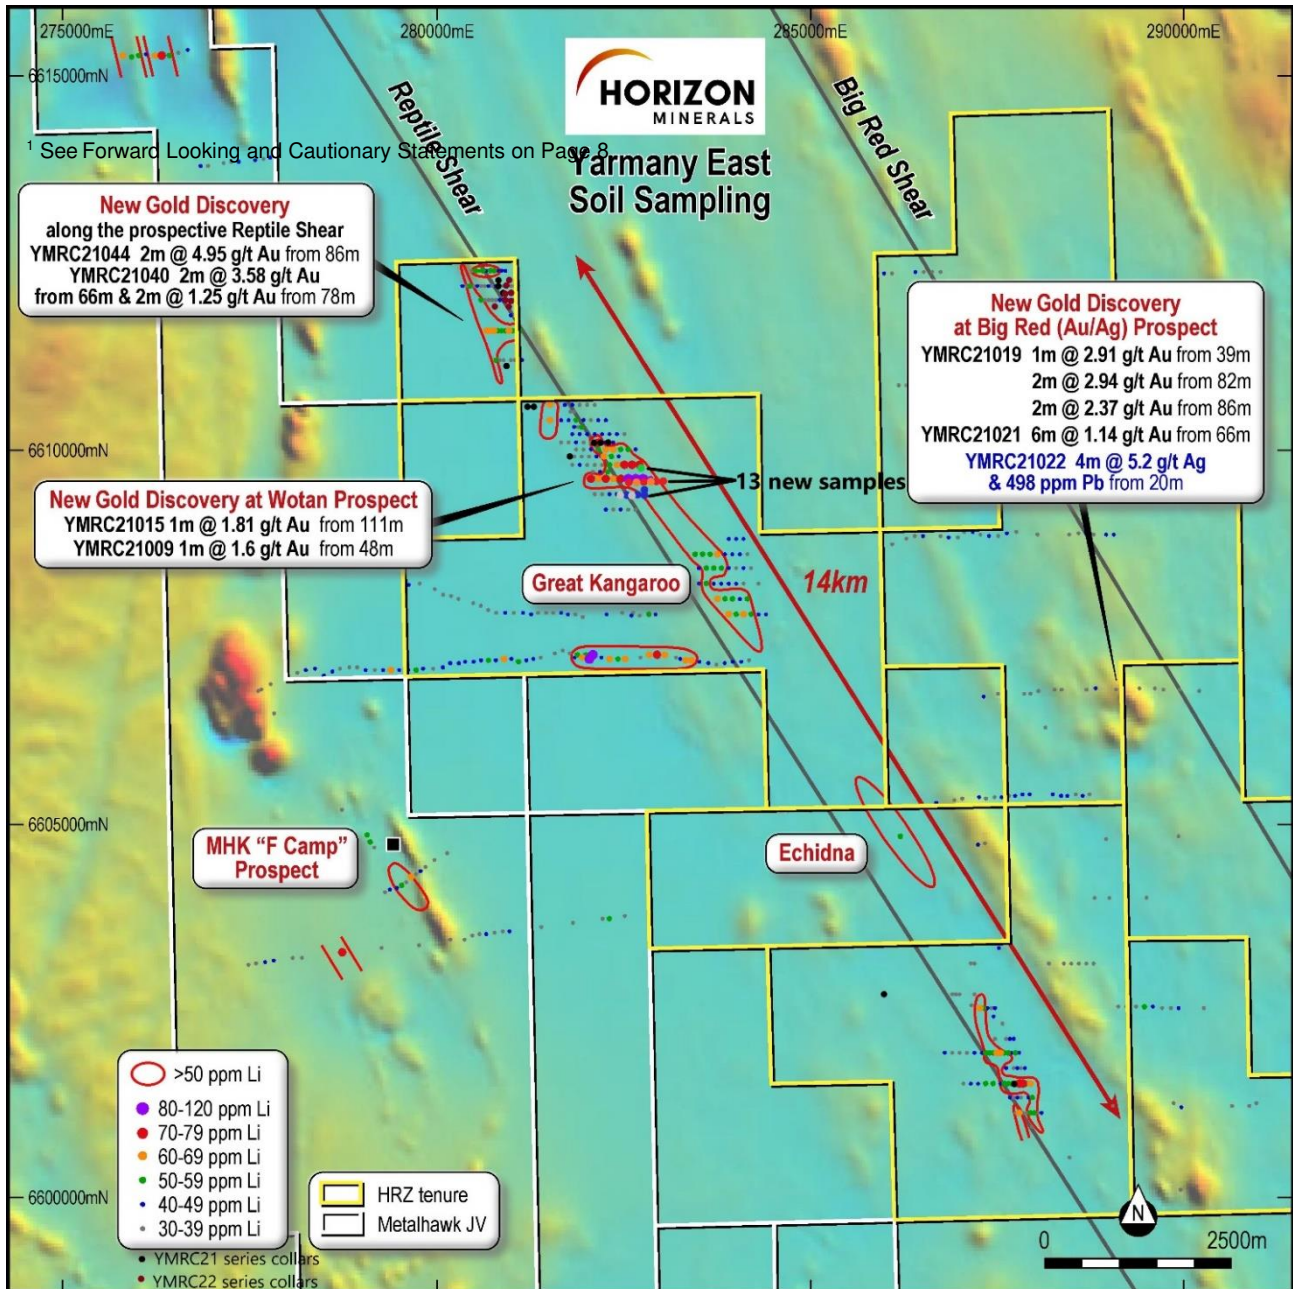 275000mE
280000mE
285000mE
290000mE
6615000mN
HORIZON
MINERALS
Reptile Shear
Big Red Shear
¹ See Forward Looking and Cautionary Statements on Page 8
Yarmany East
Soil Sampling
New Gold Discovery
along the prospective Reptile Shear
YMRC21044 2m @ 4.95 g/t Au from 86m
YMRC21040 2m @ 3.58 g/t Au
from 66m & 2m @ 1.25 g/t Au from 78m
New Gold Discovery
at Big Red (Au/Ag) Prospect
YMRC21019 1m @ 2.91 g/t Au from 39m
2m @ 2.94 g/t Au from 82m
2m @ 2.37 g/t Au from 86m
YMRC21021 6m @ 1.14 g/t Au from 66m
YMRC21022 4m @ 5.2 g/t Ag
& 498 ppm Pb from 20m
6610000mN
13 new samples
New Gold Discovery at Wotan Prospect
YMRC21015 1m @ 1.81 g/t Au from 111m
YMRC21009 1m @ 1.6 g/t Au from 48m
Great Kangaroo
14km
6605000mN
MHK “F Camp”
Prospect
Echidna
>50 ppm Li
80-120 ppm Li
70-79 ppm Li
60-69 ppm Li
50-59 ppm Li
40-49 ppm Li
30-39 ppm Li
YMRC21 series collars
YMRC22 series collars
HRZ tenure
Metalhawk JV
6600000mN
N
0 2500m